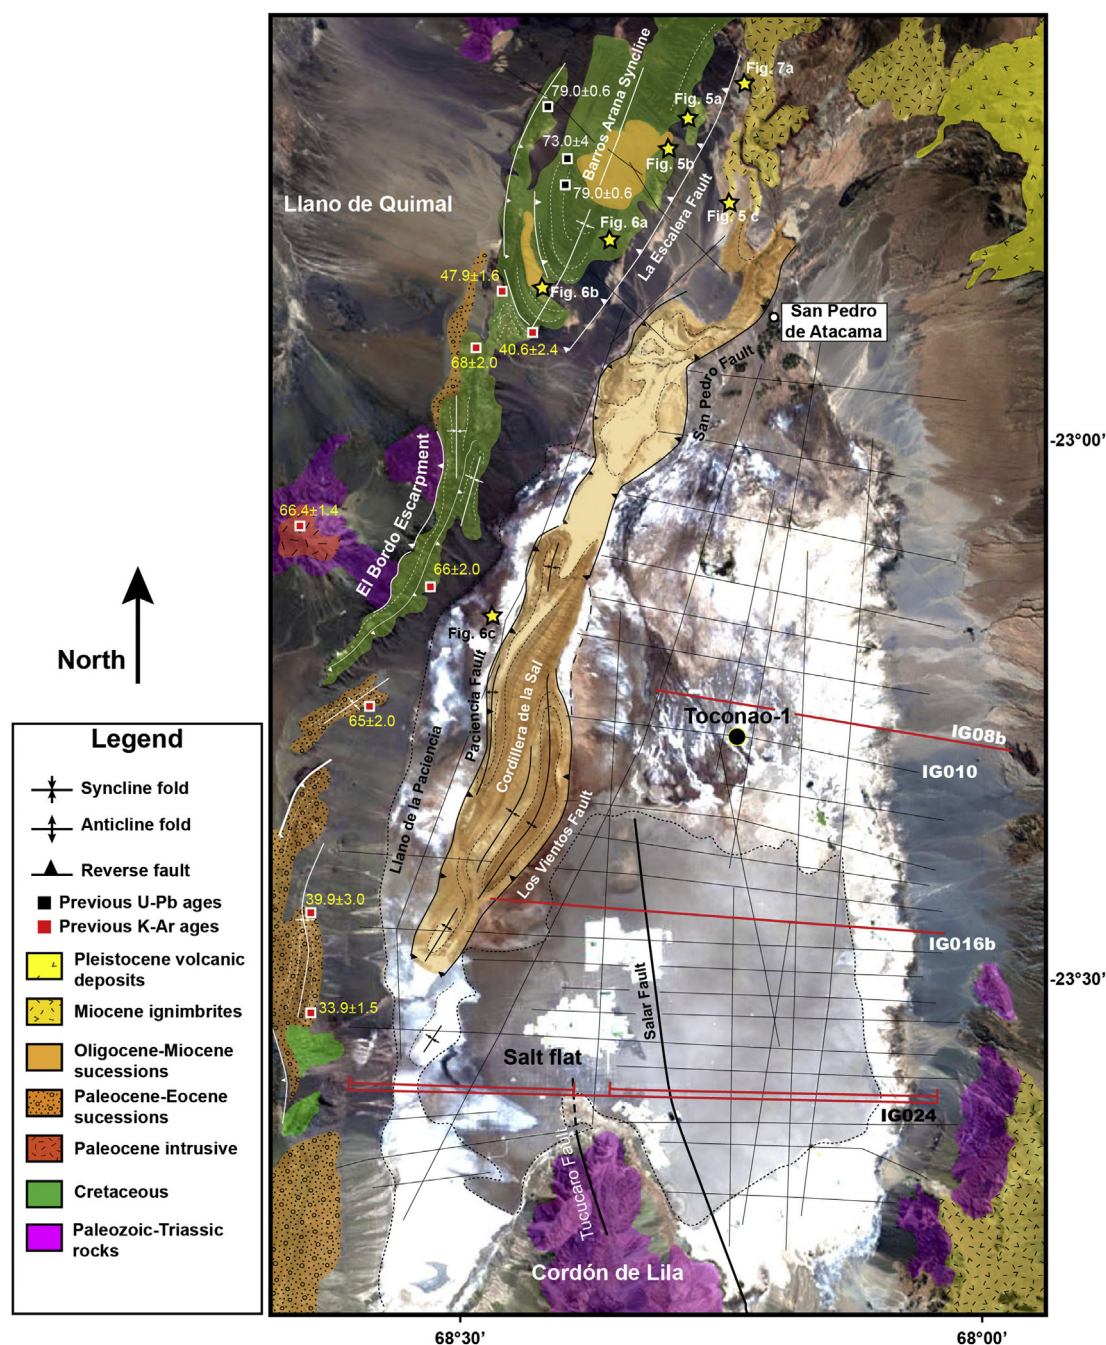 Fig. 7a
79.0±0.6
Fig. 5a
Barros Arana Syncline
73.0±4
Fig. 5b
79.0±0.6
Llano de Quimal
Fig. 5 c
Fig. 6a
La Escalera Fault
47.9±1.6
Fig. 6b
San Pedro
de Atacama
40.6±2.4
68±2.0
San Pedro Fault
-23°00'
El Bordo Escarpment
66.4±1.4
66±2.0
Fig. 6c
North
Paciencia Fault
Cordillera de la Sal
65±2.0
Toconao-1
IG08b
IG010
Llano de la Paciencia
Los Vientos Fault
39.9±3.0
IG016b
-23°30'
Salar Fault
33.9±1.5
Salt flat
IG024
Tucucaro Fault
Cordón de Lila
68°30'
68°00'
Legend
Syncline fold
Anticline fold
Reverse fault
Previous U-Pb ages
Previous K-Ar ages
Pleistocene volcanic
deposits
Miocene ignimbrites
Oligocene-Miocene
sucessions
Paleocene-Eocene
sucessions
Paleocene intrusive
Cretaceous
Paleozoic-Triassic
rocks